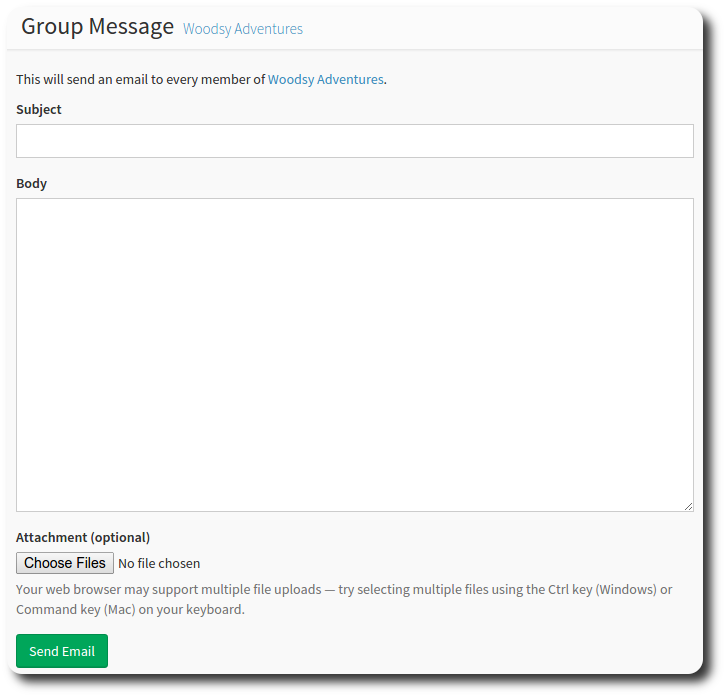 Group Message Woodsy Adventures
This will send an email to every member of Woodsy Adventures.
Subject
Body
Attachment (optional)
Choose Files No file chosen
Your web browser may support multiple file uploads — try selecting multiple files using the Ctrl key (Windows) or
Command key (Mac) on your keyboard.
Send Email